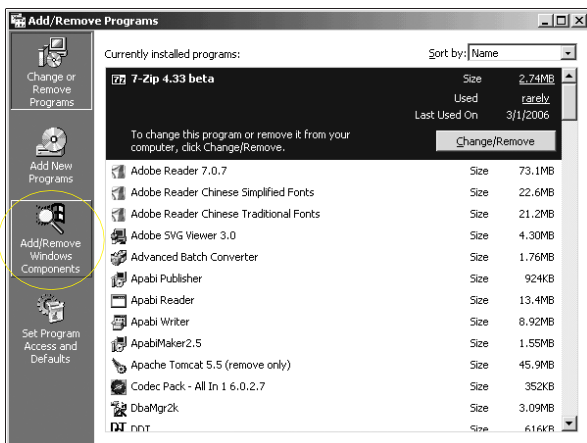 Add/Remove Programs
Change or
Remove
Programs
Add New
Programs
Add/Remove
Windows
Components
Set Program
Access and
Defaults
Currently installed programs:
Sort by: Name
7-Zip 4.33 beta Size 2.74MB
Used rarely
Last Used On 3/1/2006
To change this program or remove it from your
computer, click Change/Remove.
Change/Remove
Adobe Reader 7.0.7 Size 73.1MB
Adobe Reader Chinese Simplified Fonts Size 22.6MB
Adobe Reader Chinese Traditional Fonts Size 21.2MB
Adobe SVG Viewer 3.0 Size 4.30MB
Advanced Batch Converter Size 1.76MB
Apabi Publisher Size 924KB
Apabi Reader Size 13.4MB
Apabi Writer Size 8.92MB
ApabiMaker2.5 Size 1.55MB
Apache Tomcat 5.5 (remove only) Size 45.9MB
Codec Pack - All In 1 6.0.2.7 Size 352KB
DbaMgr2k Size 3.09MB
DDT Size 616KB